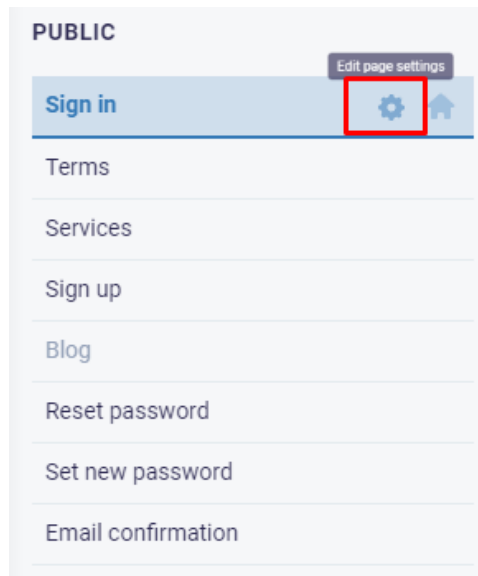 PUBLIC
Edit page settings
Sign in
Terms
Services
Sign up
Blog
Reset password
Set new password
Email confirmation